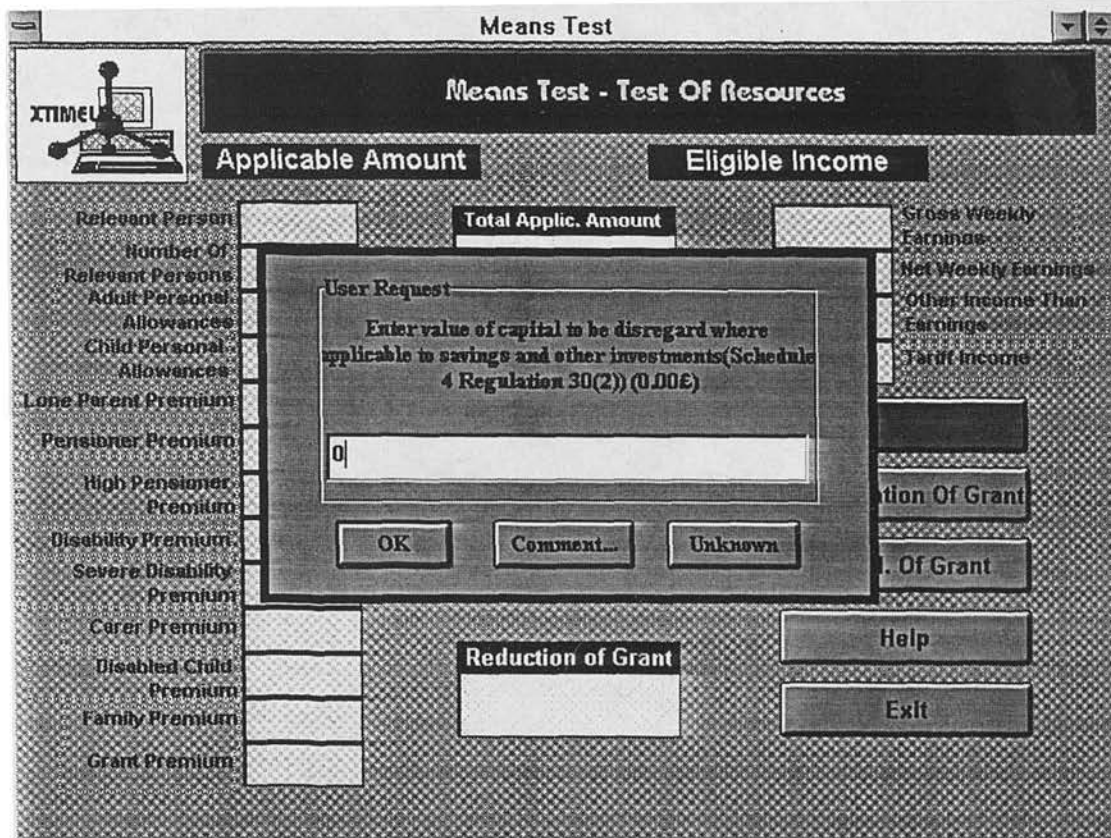 Means Test
XTIMEL
Means Test - Test Of Resources
Applicable Amount
Eligible Income
Relevant Person
Number Of
Relevant Persons
Adult Personal
Allowances
Child Personal
Allowances
Lone Parent Premium
Pensioner Premium
High Pensioner
Premium
Disability Premium
Severe Disability
Premium
Carer Premium
Disabled Child
Premium
Family Premium
Grant Premium
Total Applic. Amount
Gross Weekly
Earnings
Net Weekly Earnings
Other Income Than
Earnings
Tariff Income
User Request
Enter value of capital to be disregard where
applicable to savings and other investments(Schedule
4 Regulation 30(2)) (0.00£)
0
OK
Comment...
Unknown
Reduction of Grant
Of Grant
Of Grant
Help
Exit